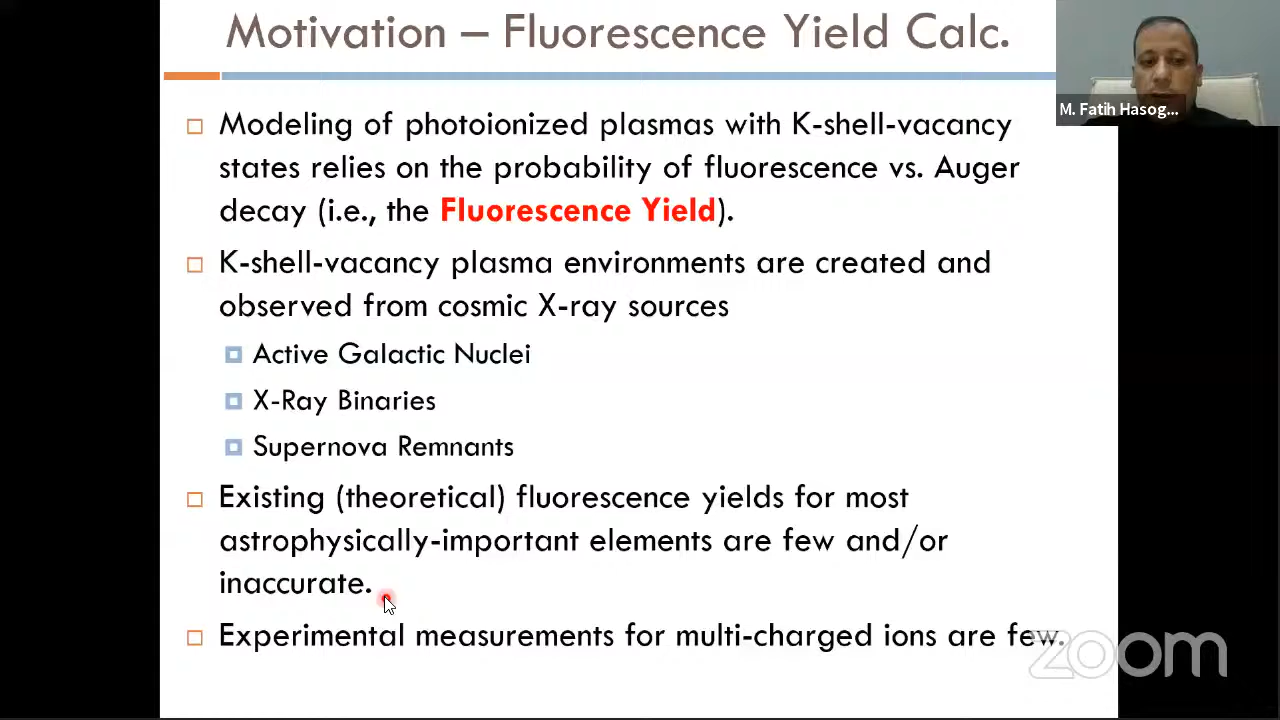 Motivation – Fluorescence Yield Calc.
M. Fatih Hasog...
Modeling of photoionized plasmas with K-shell-vacancy
states relies on the probability of fluorescence vs. Auger
decay (i.e., the Fluorescence Yield).
K-shell-vacancy plasma environments are created and
observed from cosmic X-ray sources
Active Galactic Nuclei
X-Ray Binaries
Supernova Remnants
Existing (theoretical) fluorescence yields for most
astrophysically-important elements are few and/or
inaccurate.
Experimental measurements for multi-charged ions are few.
zoom